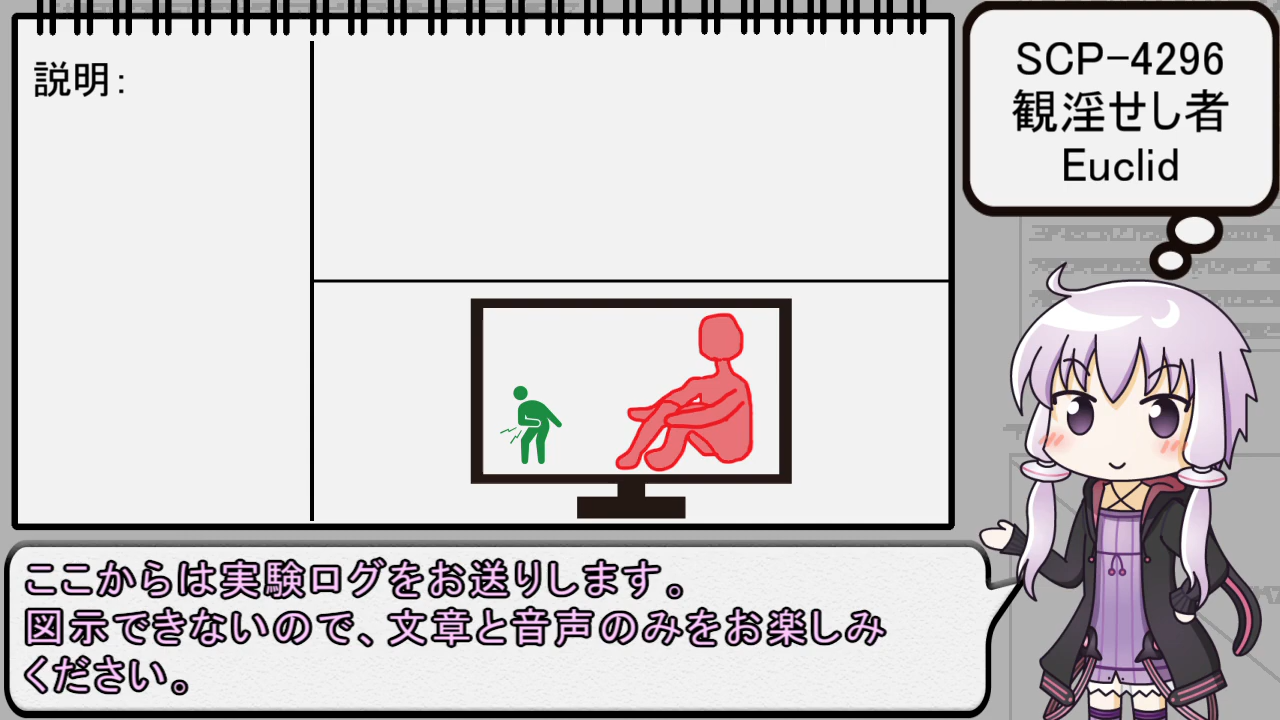 説明:
SCP-4296
観淫せし者
Euclid
ここからは実験ログをお送りします。
図示できないので、文章と音声のみをお楽しみ
ください。